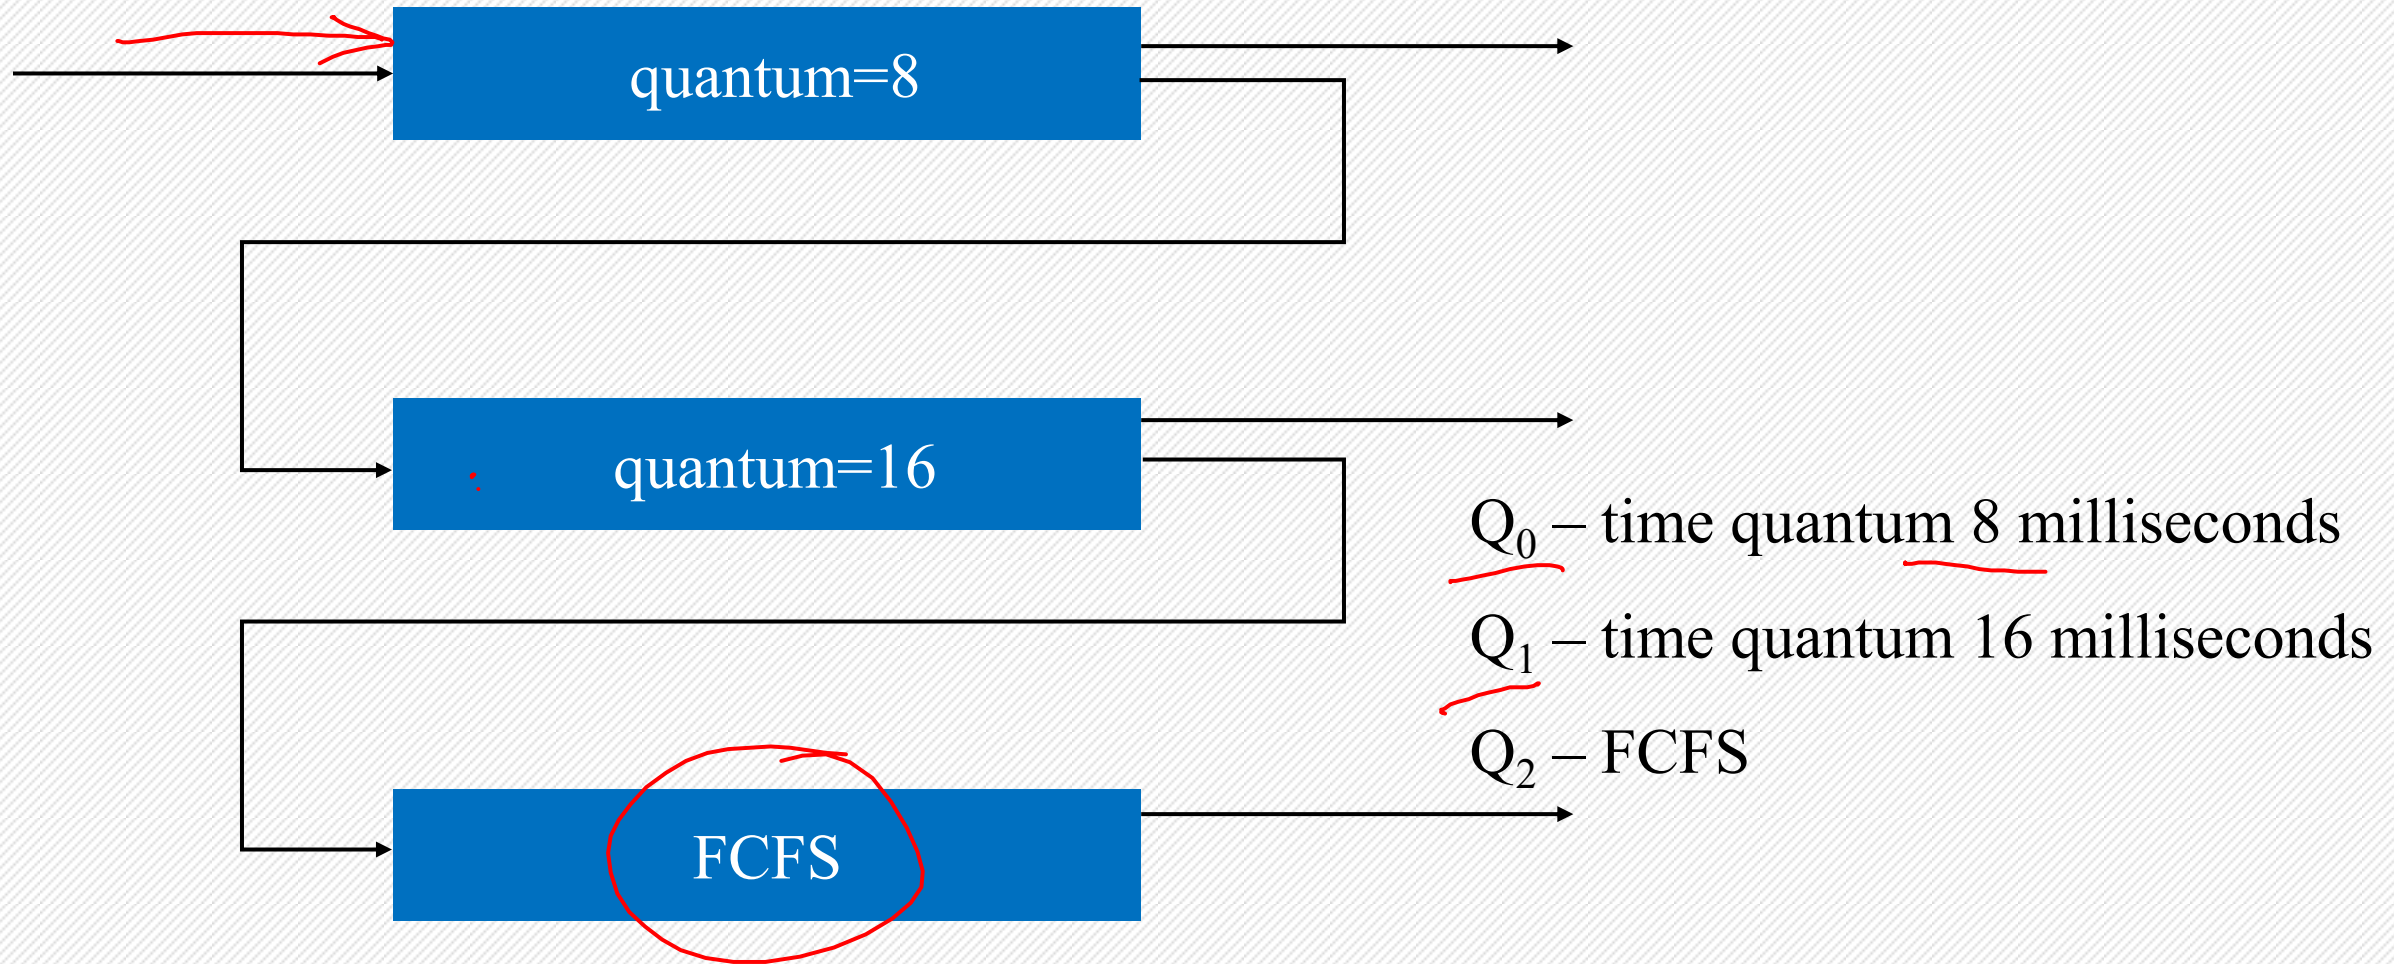 quantum=8
quantum=16
Q₀ – time quantum 8 milliseconds
Q₁ – time quantum 16 milliseconds
Q₂ – FCFS
FCFS